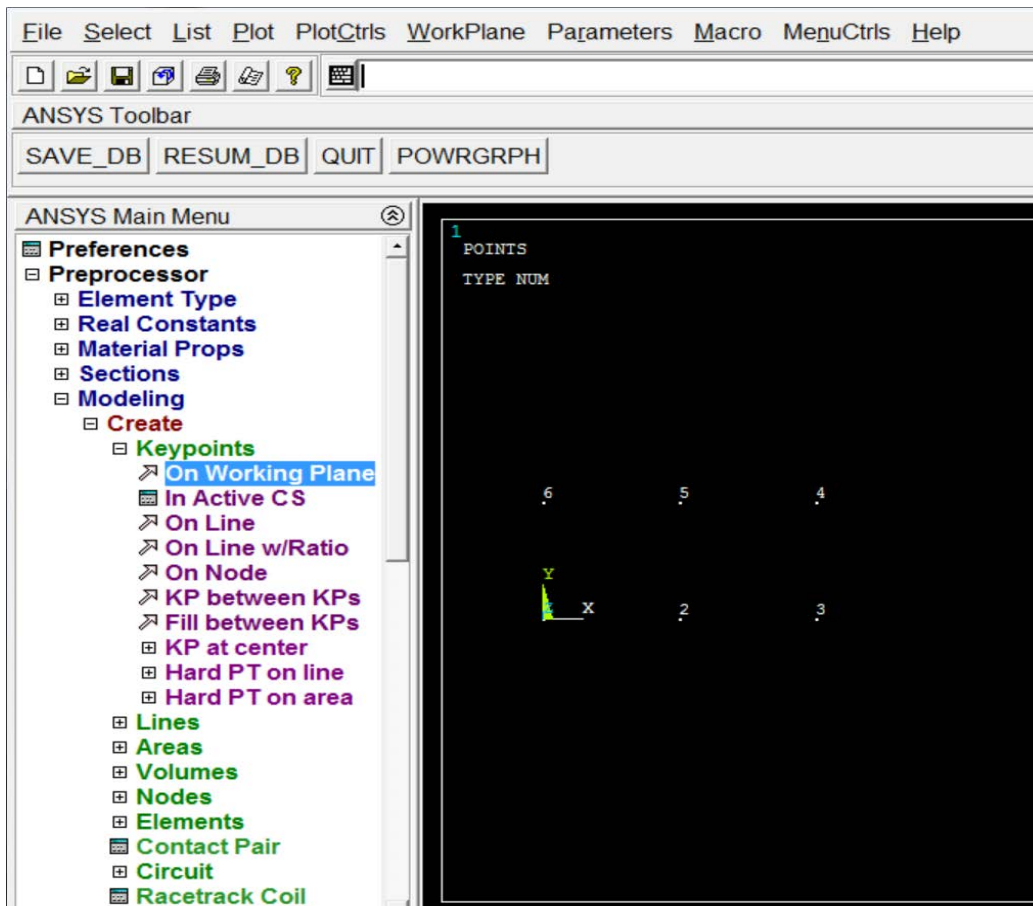 File Select List Plot PlotCtrls WorkPlane Parameters Macro MenuCtrls Help
ANSYS Toolbar
SAVE_DB RESUM_DB QUIT POWRGRPH
ANSYS Main Menu
Preferences
Preprocessor
Element Type
Real Constants
Material Props
Sections
Modeling
Create
Keypoints
On Working Plane
In Active CS
On Line
On Line w/Ratio
On Node
KP between KPs
Fill between KPs
KP at center
Hard PT on line
Hard PT on area
Lines
Areas
Volumes
Nodes
Elements
Contact Pair
Circuit
Racetrack Coil
1
POINTS
TYPE NUM
6 5 4
Y
X 2 3